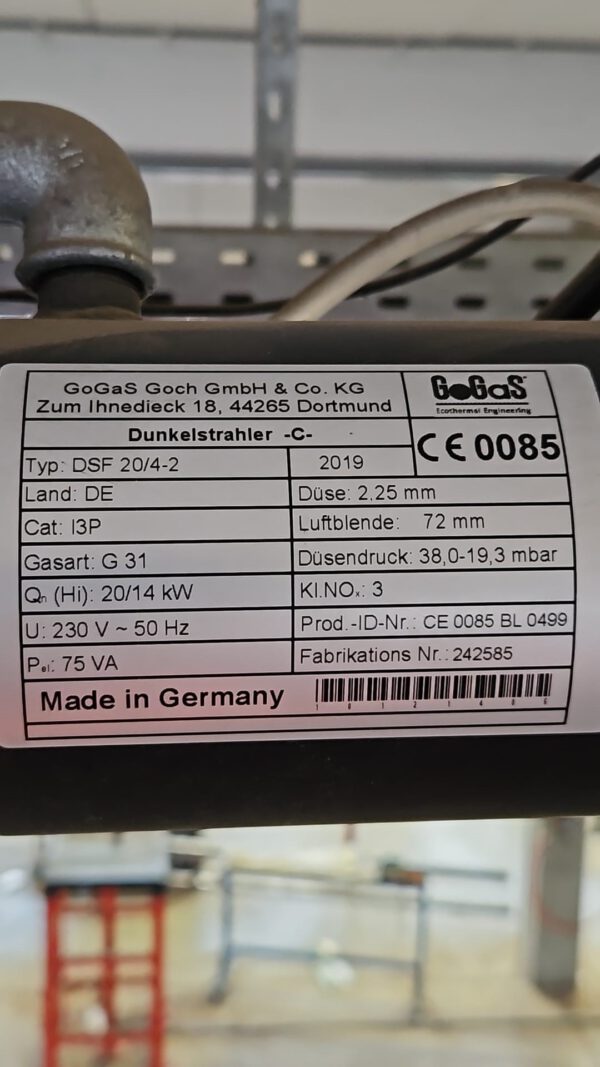 GoGaS Goch GmbH & Co. KG
Zum Ihnedieck 18, 44265 Dortmund
GoGaS
Ecothermal Engineering
Dunkelstrahler -C-
CE 0085
Typ: DSF 20/4-2
2019
Land: DE
Düse: 2,25 mm
Cat: I3P
Luftblende: 72 mm
Gasart: G 31
Düsendruck: 38,0-19,3 mbar
Qn (Hi): 20/14 kW
Kl.NOx: 3
U: 230 V ~ 50 Hz
Prod.-ID-Nr.: CE 0085 BL 0499
Pel: 75 VA
Fabrikations Nr.: 242585
Made in Germany